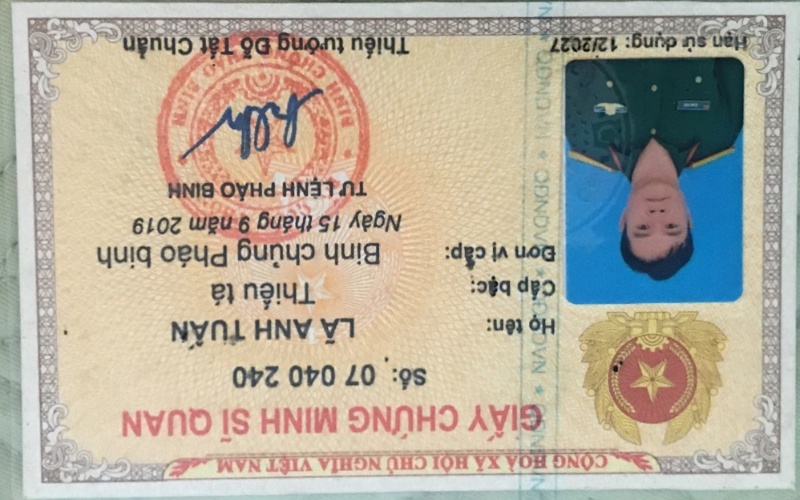 CỘNG HOÀ XÃ HỘI CHỦ NGHĨA VIỆT NAM
GIẤY CHỨNG MINH SĨ QUAN
Số: 07 040 240
Họ tên: LÃ ANH TUẤN
Cấp bậc: Thiếu tá
Đơn vị cấp: Binh chủng Pháo binh
Ngày 15 tháng 9 năm 2019
TƯ LỆNH PHÁO BINH
Hạn sử dụng: 12/2027
Thiếu tướng Đỗ Tất Chuẩn